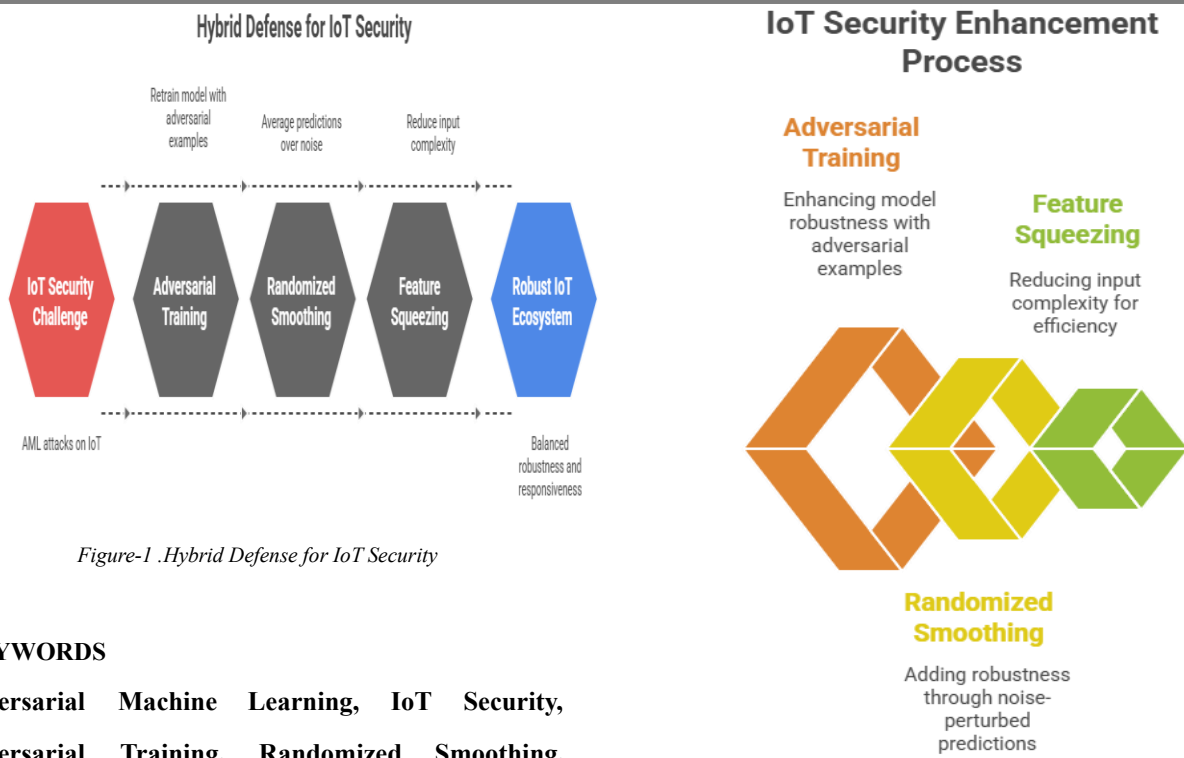 Hybrid Defense for IoT Security
Retrain model with
adversarial
examples
Average predictions
over noise
Reduce input
complexity
IoT Security
Challenge
Adversarial
Training
Randomized
Smoothing
Feature
Squeezing
Robust IoT
Ecosystem
AML attacks on IoT
Balanced
robustness and
responsiveness
Figure-1 .Hybrid Defense for IoT Security
YWORDS
ersarial Machine Learning, IoT Security,
ersarial Training, Randomized Smoothing,
IoT Security Enhancement
Process
Adversarial
Training
Enhancing model
robustness with
adversarial
examples
Feature
Squeezing
Reducing input
complexity for
efficiency
Randomized
Smoothing
Adding robustness
through noise-
perturbed
predictions